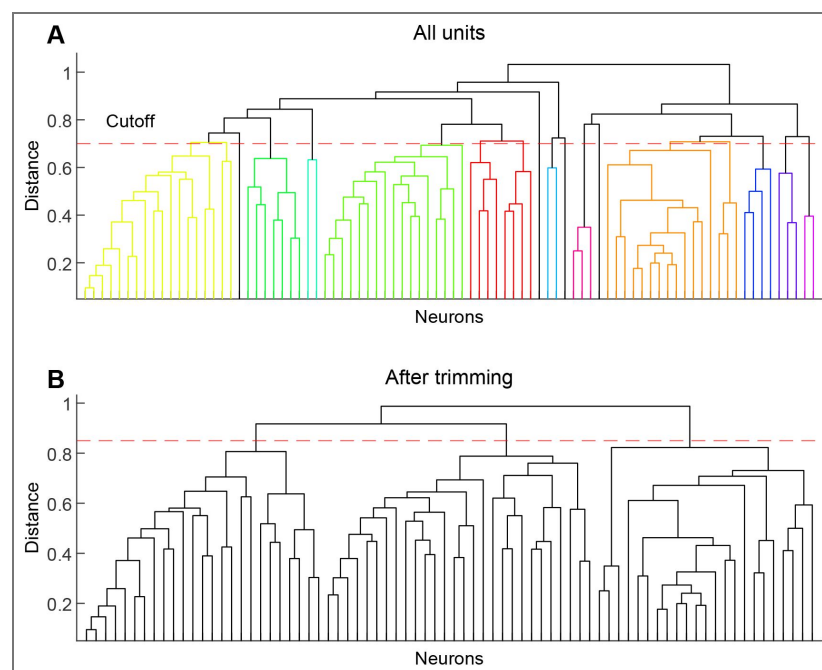 A
All units
1
Cutoff
0.8
0.6
0.4
0.2
Distance
Neurons
B
After trimming
1
0.8
0.6
0.4
0.2
Distance
Neurons